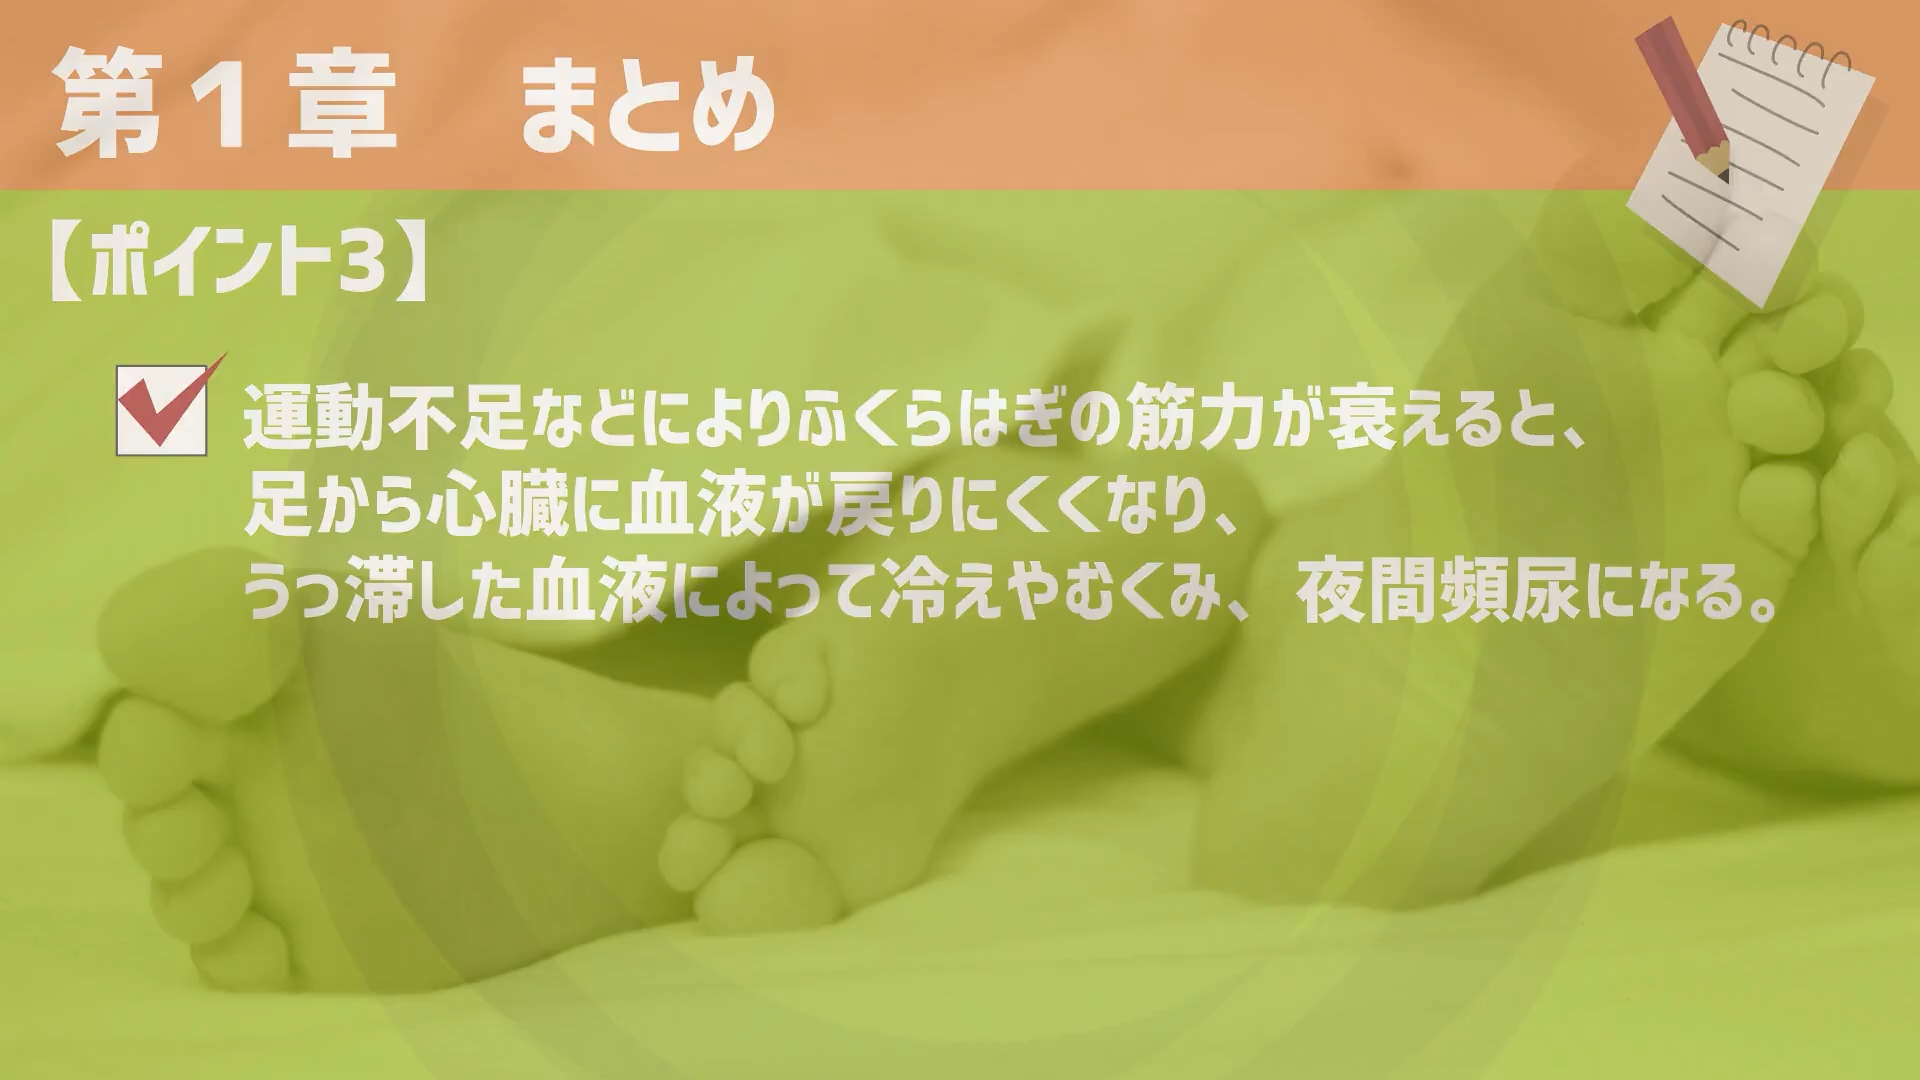 第１章　まとめ
【ポイント3】
運動不足などによりふくらはぎの筋力が衰えると、
足から心臓に血液が戻りにくくなり、
うっ滞した血液によって冷えやむくみ、夜間頻尿になる。